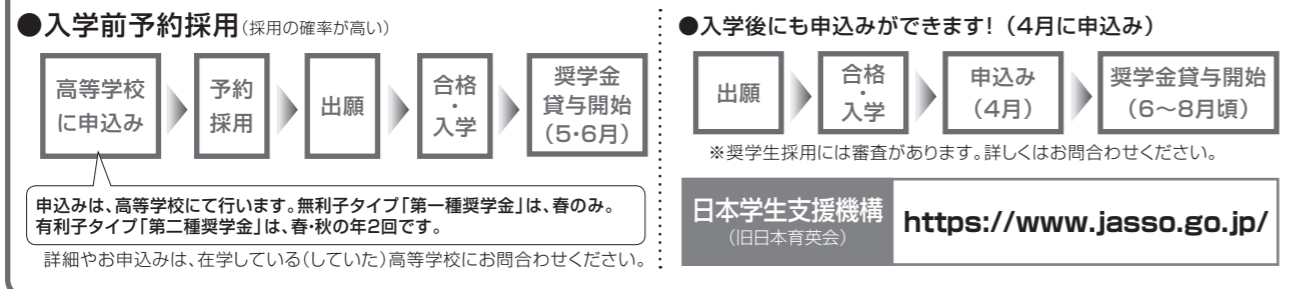 ●入学前予約採用(採用の確率が高い)
高等学校
に申込み
予約
採用
出願
合格
・
入学
奨学金
貸与開始
(5・6月)
申込みは、高等学校にて行います。無利子タイプ「第一種奨学金」は、春のみ。
有利子タイプ「第二種奨学金」は、春・秋の年2回です。
詳細やお申込みは、在学している(していた)高等学校にお問合わせください。
●入学後にも申込みができます!(4月に申込み)
出願
合格
・
入学
申込み
(4月)
奨学金貸与開始
(6〜8月頃)
※奨学生採用には審査があります。詳しくはお問合わせください。
日本学生支援機構
(旧日本育英会)
https://www.jasso.go.jp/